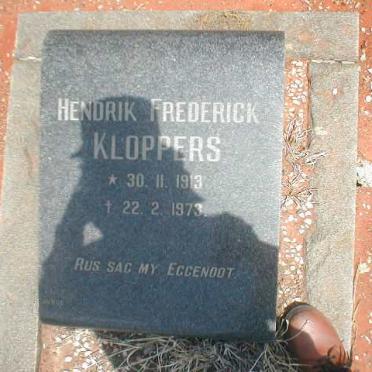 HENDRIK FREDERICK
KLOPPERS
★ 30. 11. 1913
† 22. 2. 1973
RUS SAG MY EGGENOOT